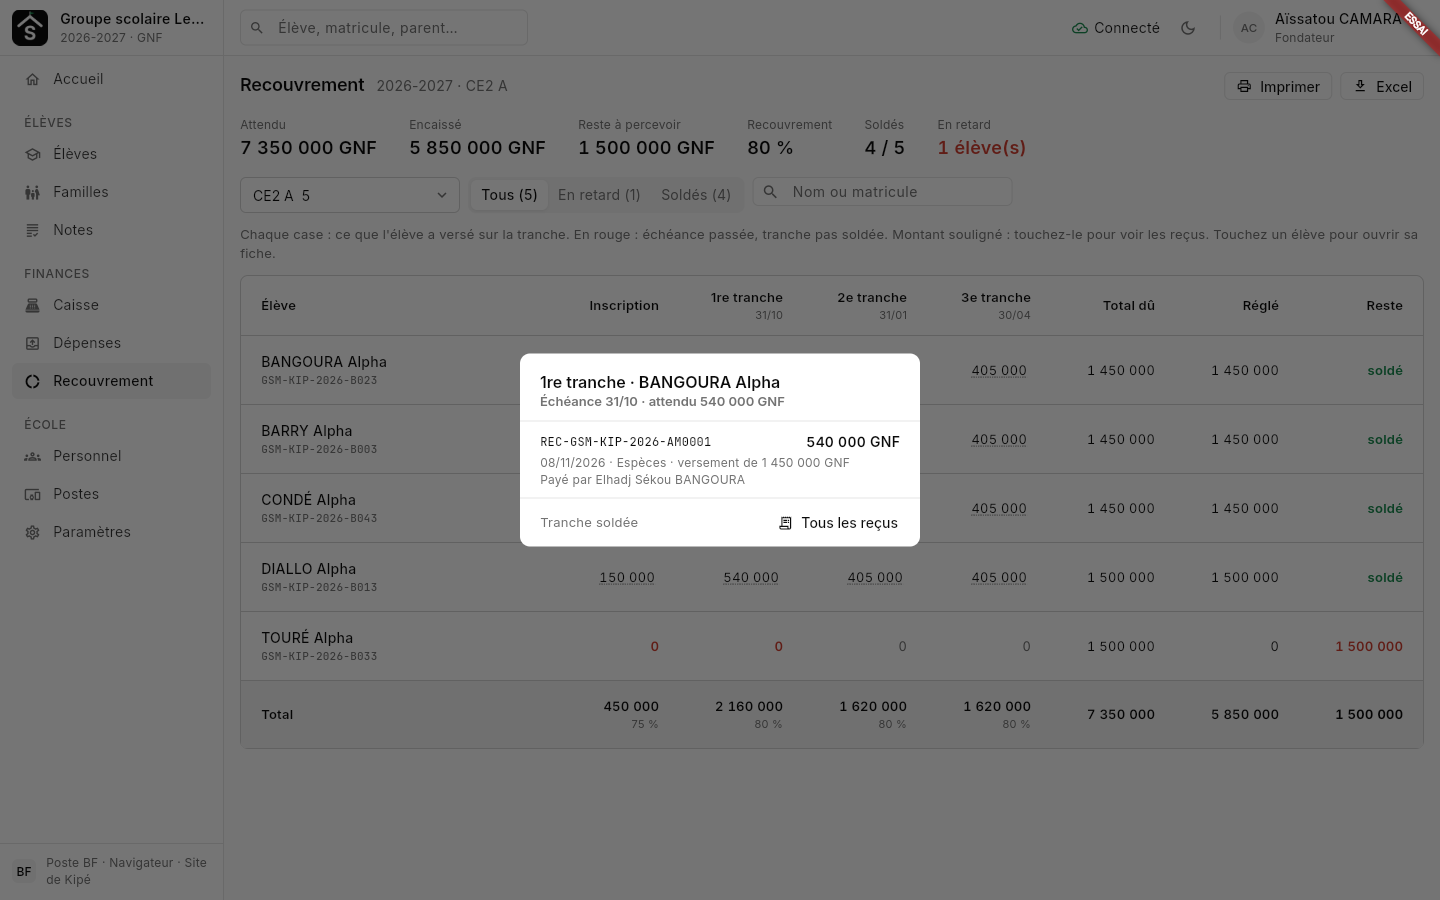 Groupe scolaire Le...
2026-2027 · GNF
Élève, matricule, parent...
Connecté
AC
Aïssatou CAMARA
Fondateur
ESSAI
Accueil
ÉLÈVES
Élèves
Familles
Notes
FINANCES
Caisse
Dépenses
Recouvrement
ÉCOLE
Personnel
Postes
Paramètres
BF
Poste BF · Navigateur · Site
de Kipé
Recouvrement 2026-2027 · CE2 A
Imprimer
Excel
Attendu
7 350 000 GNF
Encaissé
5 850 000 GNF
Reste à percevoir
1 500 000 GNF
Recouvrement
80 %
Soldés
4 / 5
En retard
1 élève(s)
CE2 A 5
Tous (5)
En retard (1)
Soldés (4)
Nom ou matricule
Chaque case : ce que l'élève a versé sur la tranche. En rouge : échéance passée, tranche pas soldée. Montant souligné : touchez-le pour voir les reçus. Touchez un élève pour ouvrir sa
fiche.
Élève Inscription 1re tranche 2e tranche 3e tranche Total dû Réglé Reste
31/10 31/01 30/04
BANGOURA Alpha
GSM-KIP-2026-B023
405 000 1 450 000 1 450 000 soldé
BARRY Alpha
GSM-KIP-2026-B003
405 000 1 450 000 1 450 000 soldé
CONDÉ Alpha
GSM-KIP-2026-B043
405 000 1 450 000 1 450 000 soldé
DIALLO Alpha
GSM-KIP-2026-B013
150 000 540 000 405 000 405 000 1 500 000 1 500 000 soldé
TOURÉ Alpha
GSM-KIP-2026-B033
0 0 0 0 1 500 000 0 1 500 000
Total 450 000 2 160 000 1 620 000 1 620 000 7 350 000 5 850 000 1 500 000
75 % 80 % 80 % 80 %
1re tranche · BANGOURA Alpha
Échéance 31/10 · attendu 540 000 GNF
REC-GSM-KIP-2026-AM0001 540 000 GNF
08/11/2026 · Espèces · versement de 1 450 000 GNF
Payé par Elhadj Sékou BANGOURA
Tranche soldée
Tous les reçus